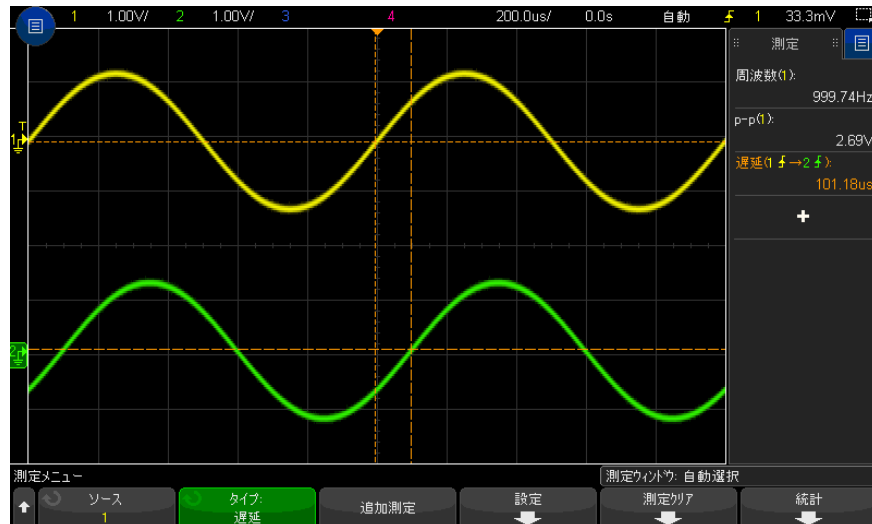 1 1.00V/ 2 1.00V/ 3 4 200.0us/ 0.0s 自動 1 33.3mV
測定
周波数(1):
999.74Hz
p-p(1):
2.69V
遅延(1→2):
101.18us
+
T
1
2
測定メニュー
測定ウィンドウ: 自動選択
ソース
1
タイプ:
遅延
追加測定
設定
測定クリア
統計